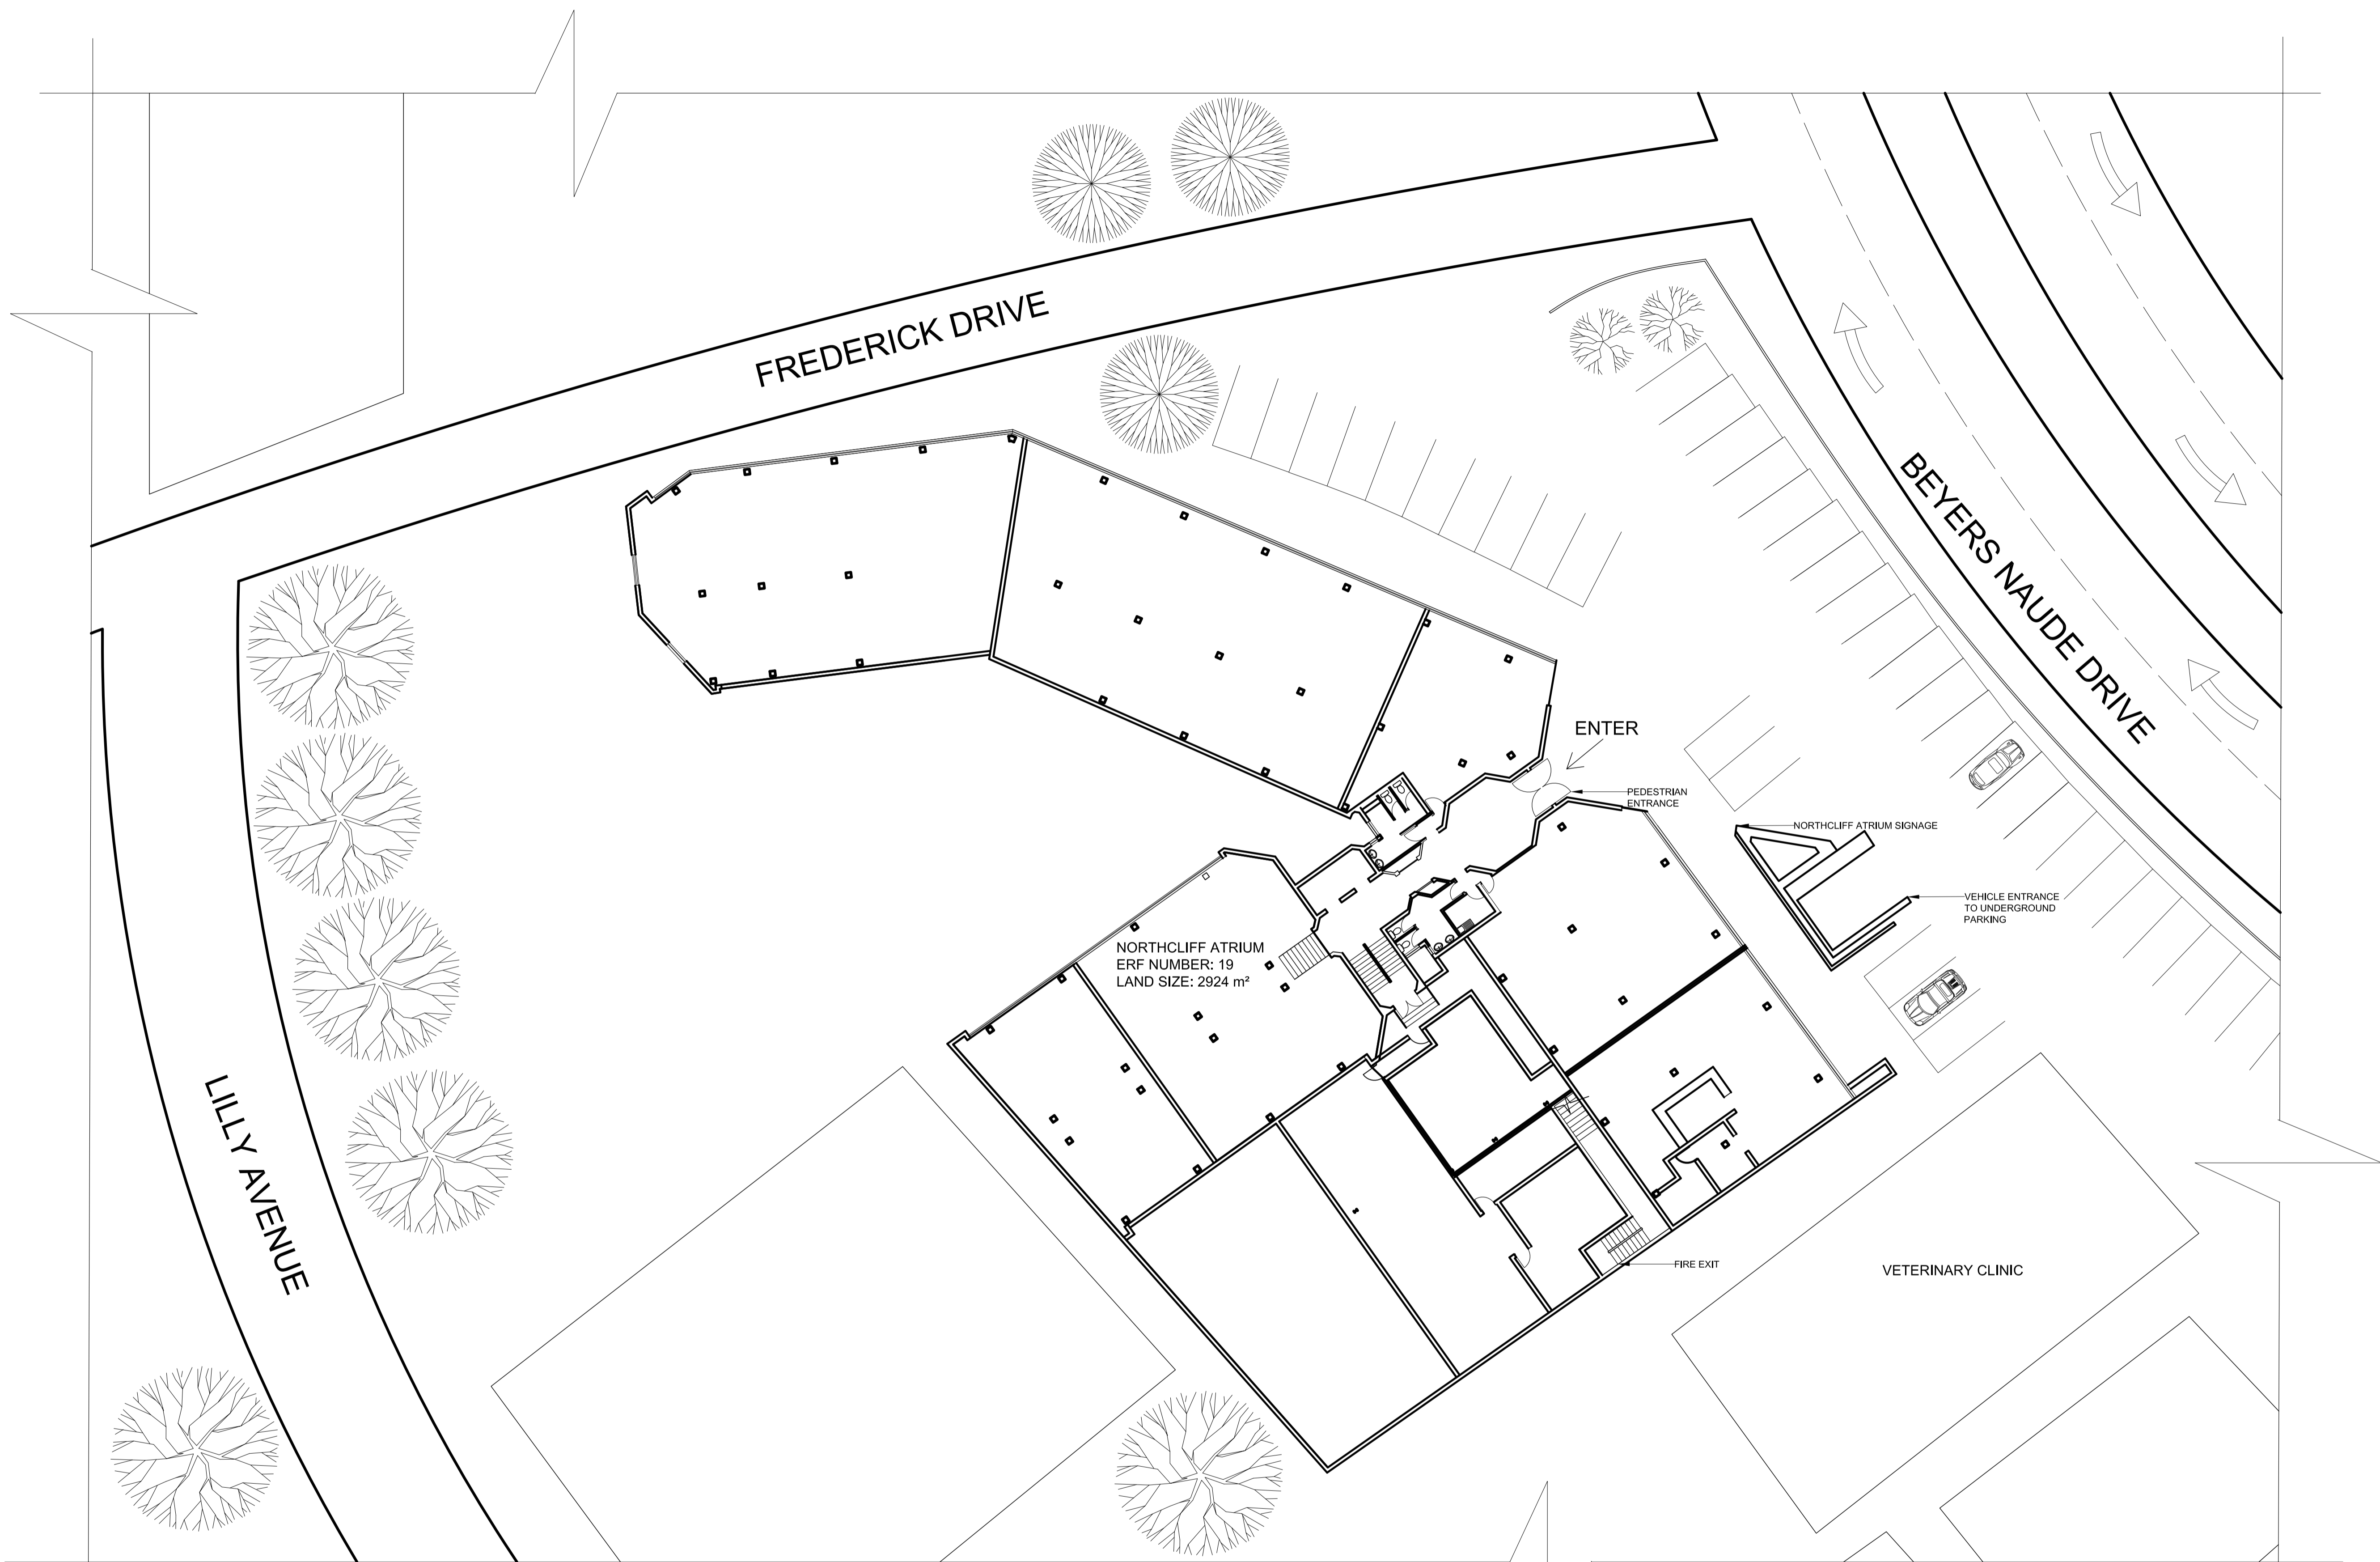 FREDERICK DRIVE
BEYERS NAUDE DRIVE
ENTER
PEDESTRIAN
ENTRANCE
NORTHCLIFF ATRIUM SIGNAGE
VEHICLE ENTRANCE
TO UNDERGROUND
PARKING
NORTHCLIFF ATRIUM
ERF NUMBER: 19
LAND SIZE: 2924 m²
LILLY AVENUE
FIRE EXIT
VETERINARY CLINIC